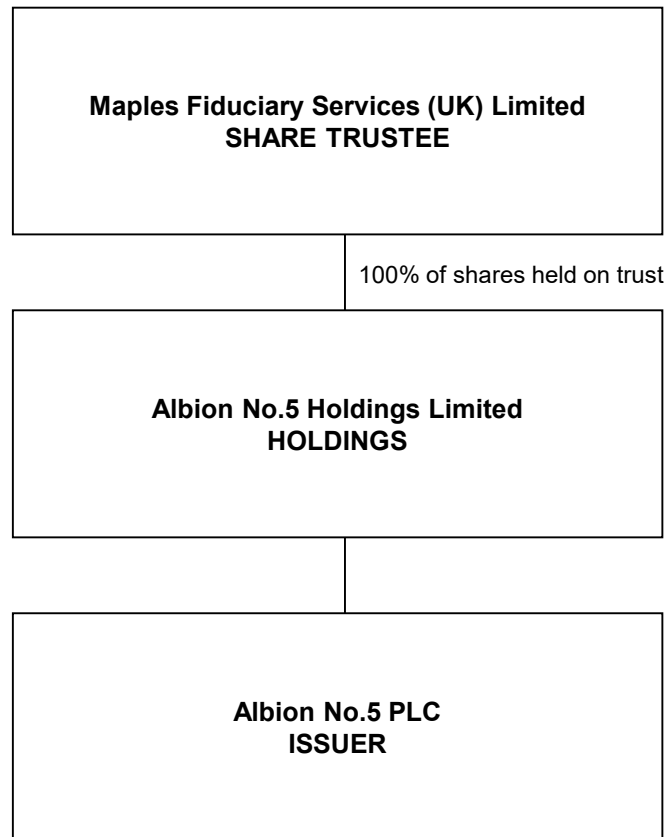 Maples Fiduciary Services (UK) Limited
SHARE TRUSTEE
100% of shares held on trust
Albion No.5 Holdings Limited
HOLDINGS
Albion No.5 PLC
ISSUER